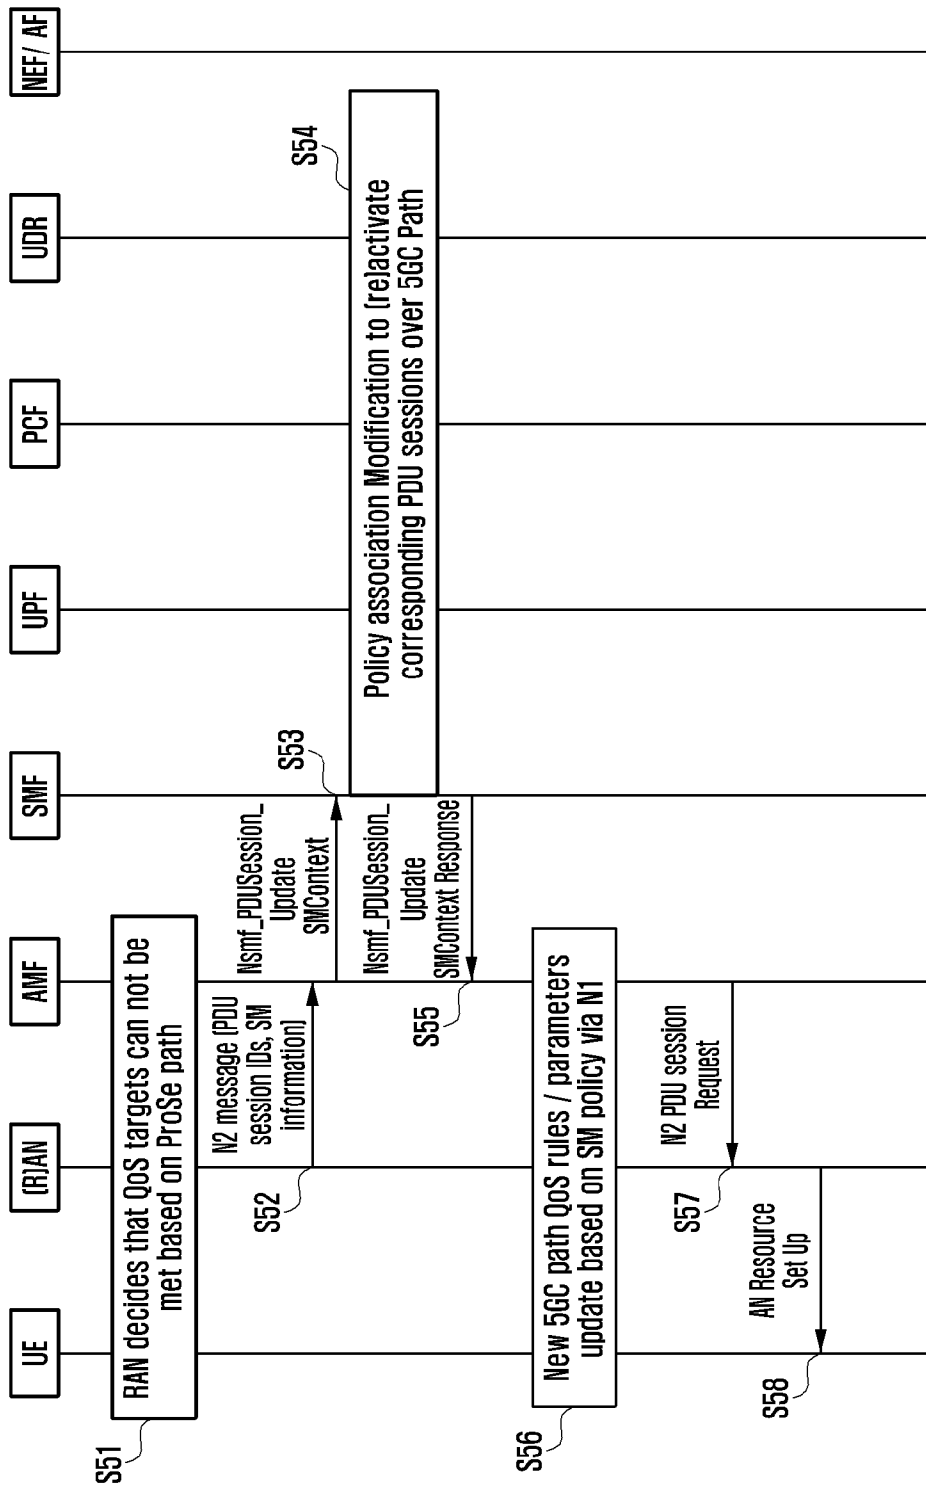 UE
(R)AN
AMF
SMF
UPF
PCF
UDR
NEF/ AF
S51
RAN decides that QoS targets can not be
met based on ProSe path
N2 message (PDU
session IDs, SM
information)
S52
Nsmf_PDUSession_
Update
SMContext
S53
S54
Policy association Modification to (re)activate
corresponding PDU sessions over 5GC Path
Nsmf_PDUSession_
Update
SMContext Response
S55
S56
New 5GC path QoS rules / parameters
update based on SM policy via N1
N2 PDU session
Request
S57
AN Resource
Set Up
S58